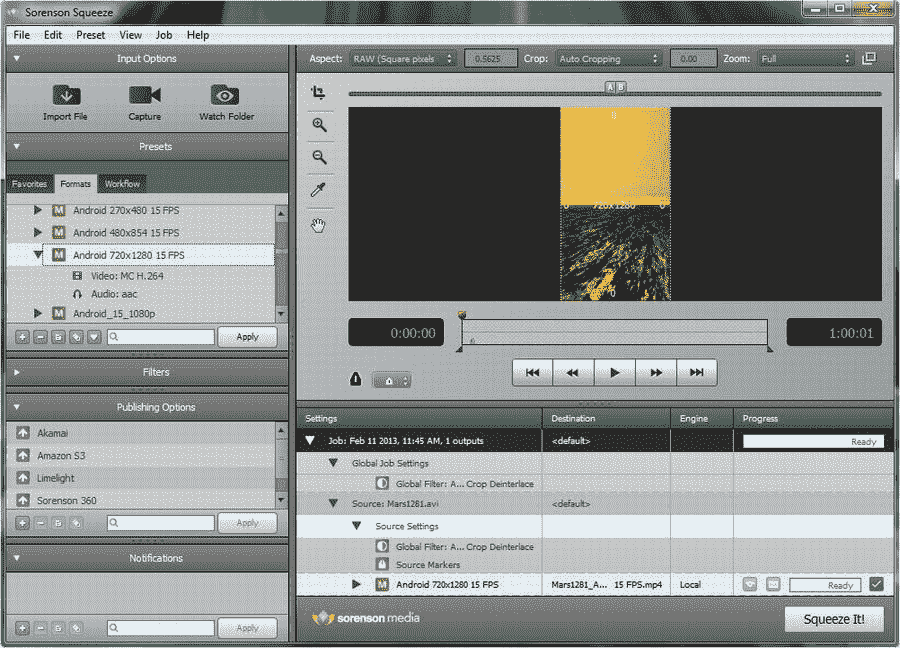 Sorenson Squeeze
File Edit Preset View Job Help
Input Options
Import File Capture Watch Folder
Presets
Favorites Formats Workflow
Android 270x480 15 FPS
Android 480x854 15 FPS
Android 720x1280 15 FPS
Video: MC H.264
Audio: aac
Android_15_1080p
Apply
Filters
Publishing Options
Akamai
Amazon S3
Limelight
Sorenson 360
Apply
Notifications
Apply
Aspect: RAW (Square pixels 0.5625 Crop: Auto Cropping 0.00 Zoom: Full
A B
0
0 720x1280 0
0
0:00:00
1:00:01
Settings Destination Engine Progress
Job: Feb 11 2013, 11:45 AM, 1 outputs <default> Ready
Global Job Settings
Global Filter: A... Crop Deinterlace
Source: Mars1281.avi <default>
Source Settings
Global Filter: A... Crop Deinterlace
Source Markers
Android 720x1280 15 FPS Mars1281_A... 15 FPS.mp4 Local Ready
sorenson media
Squeeze It!